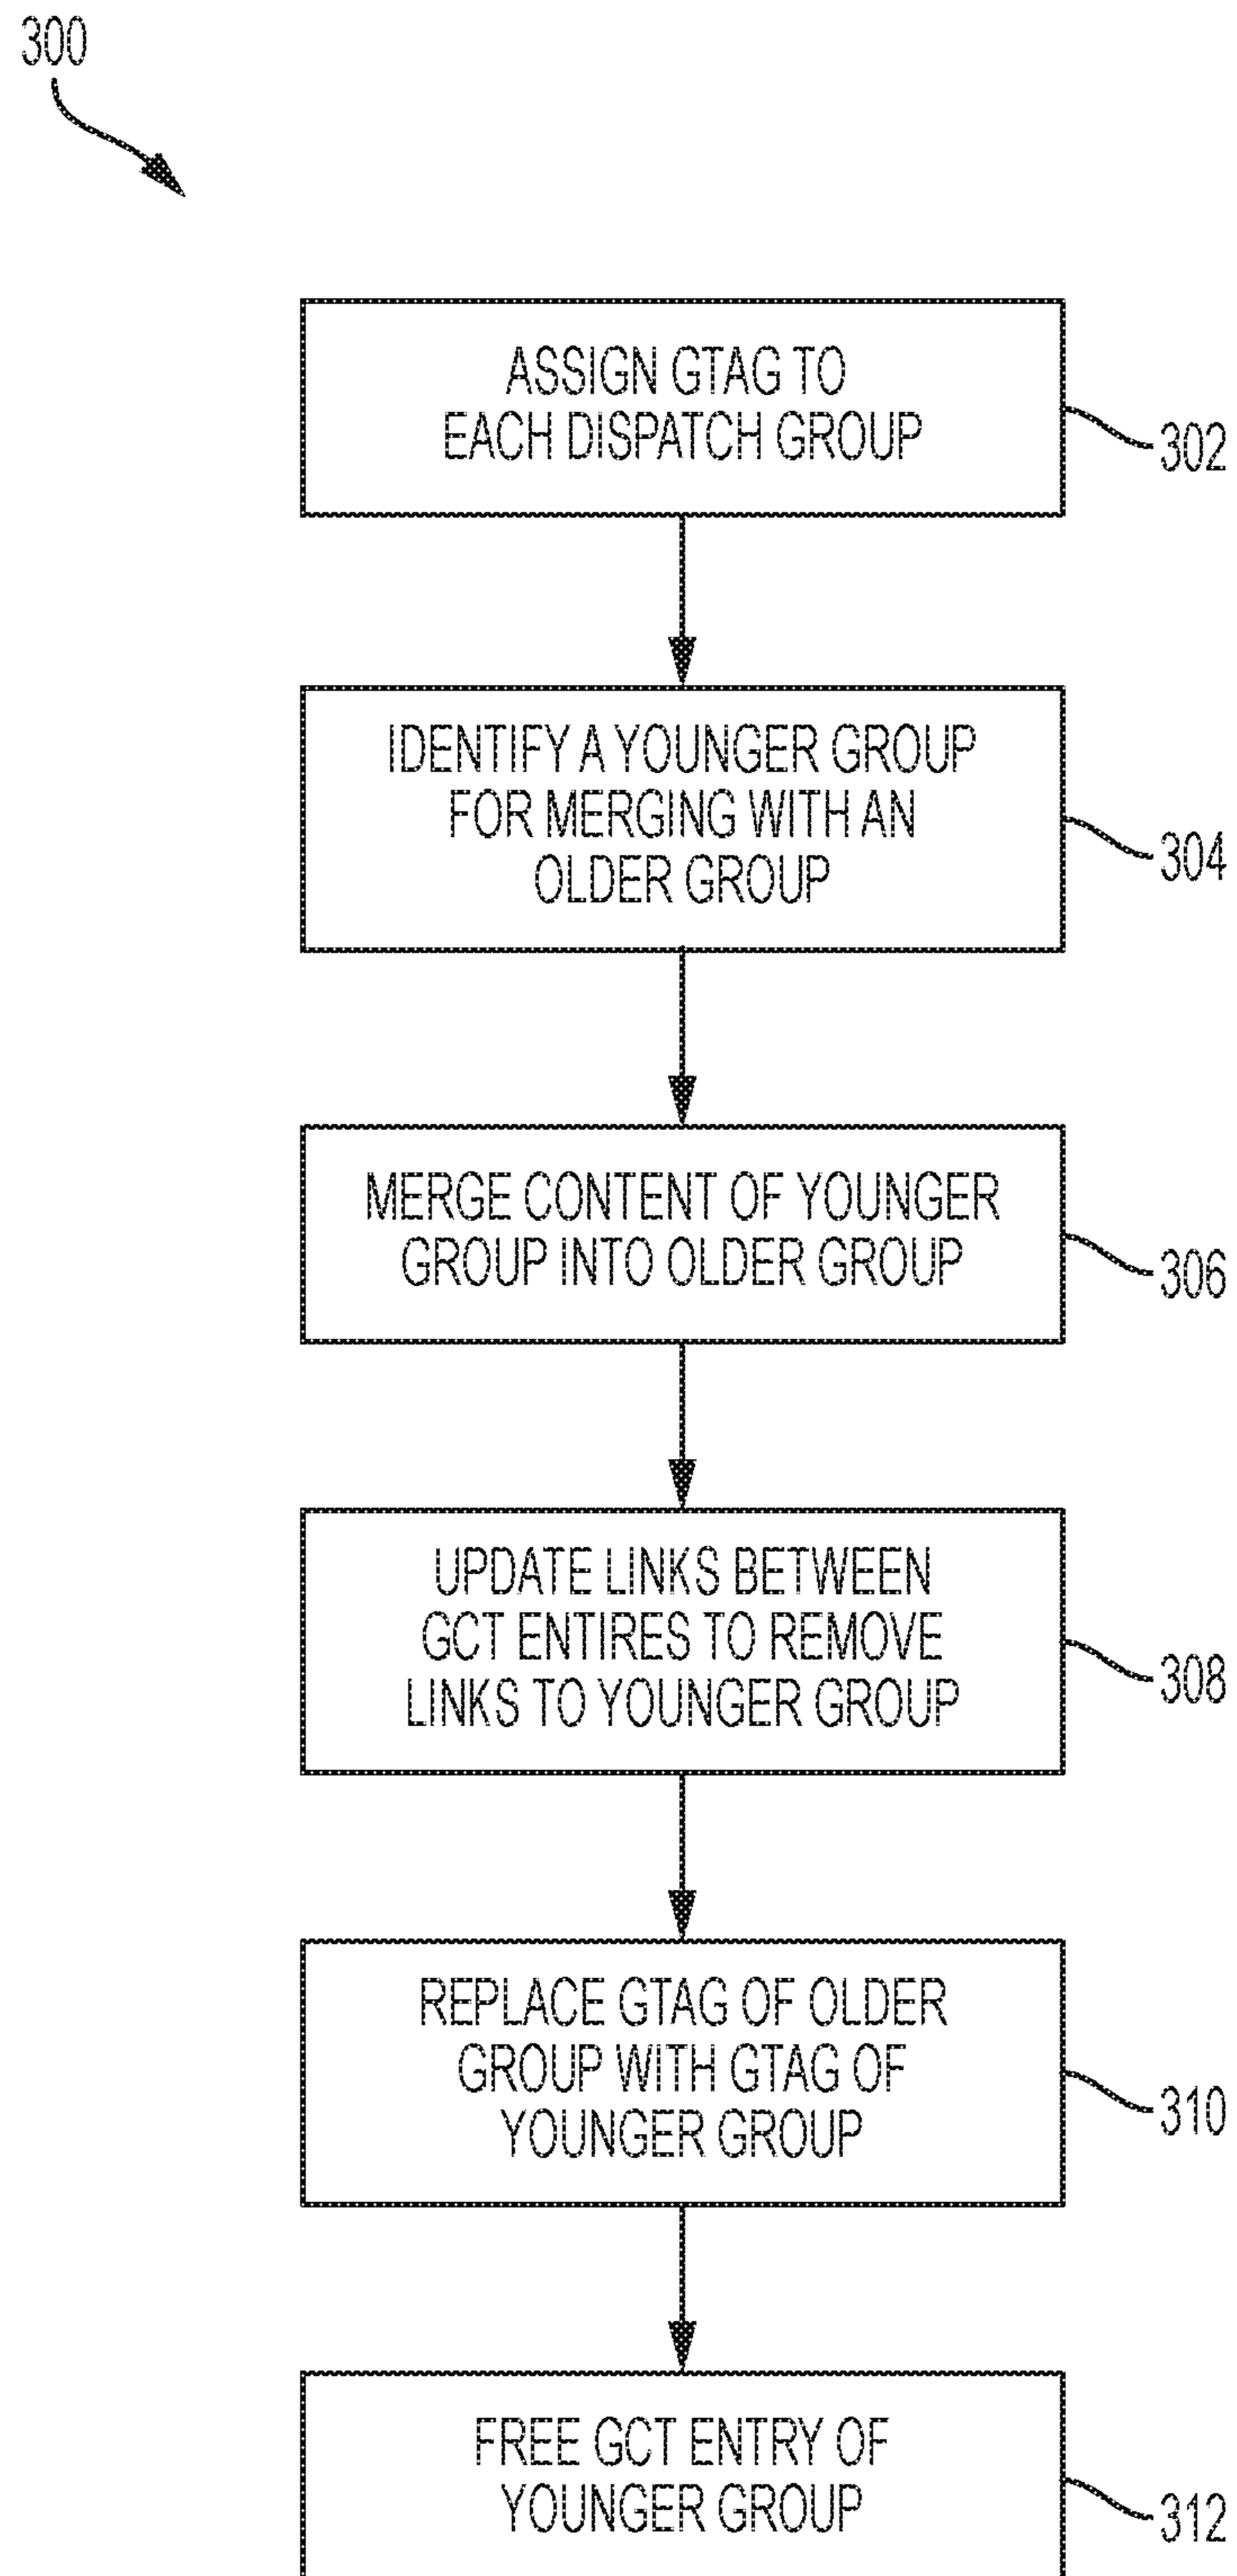 300
ASSIGN GTAG TO
EACH DISPATCH GROUP
302
IDENTIFY A YOUNGER GROUP
FOR MERGING WITH AN
OLDER GROUP
304
MERGE CONTENT OF YOUNGER
GROUP INTO OLDER GROUP
306
UPDATE LINKS BETWEEN
GCT ENTIRES TO REMOVE
LINKS TO YOUNGER GROUP
308
REPLACE GTAG OF OLDER
GROUP WITH GTAG OF
YOUNGER GROUP
310
FREE GCT ENTRY OF
YOUNGER GROUP
312